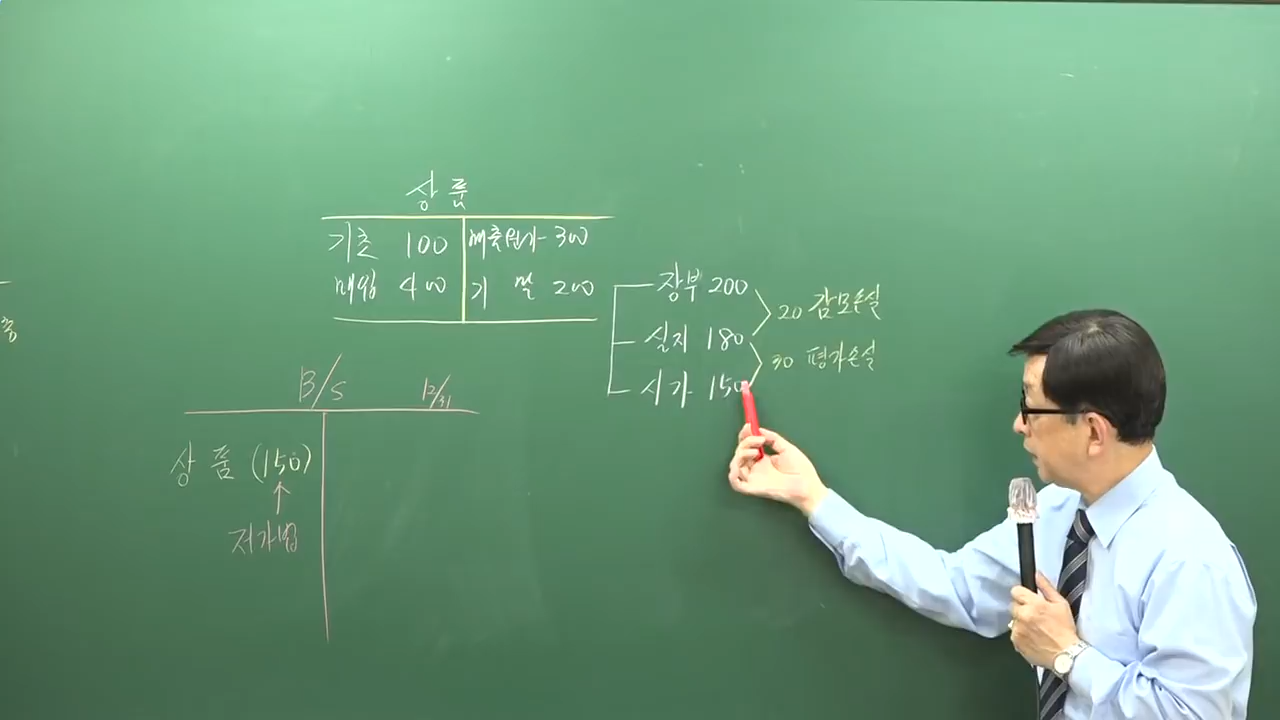 상품
기초 100 매출원가 300
매입 400 기말 200
장부 200
20 감모손실
실지 180
30 평가손실
시가 150
B/S 12/31
상품 (150)
↑
저가법